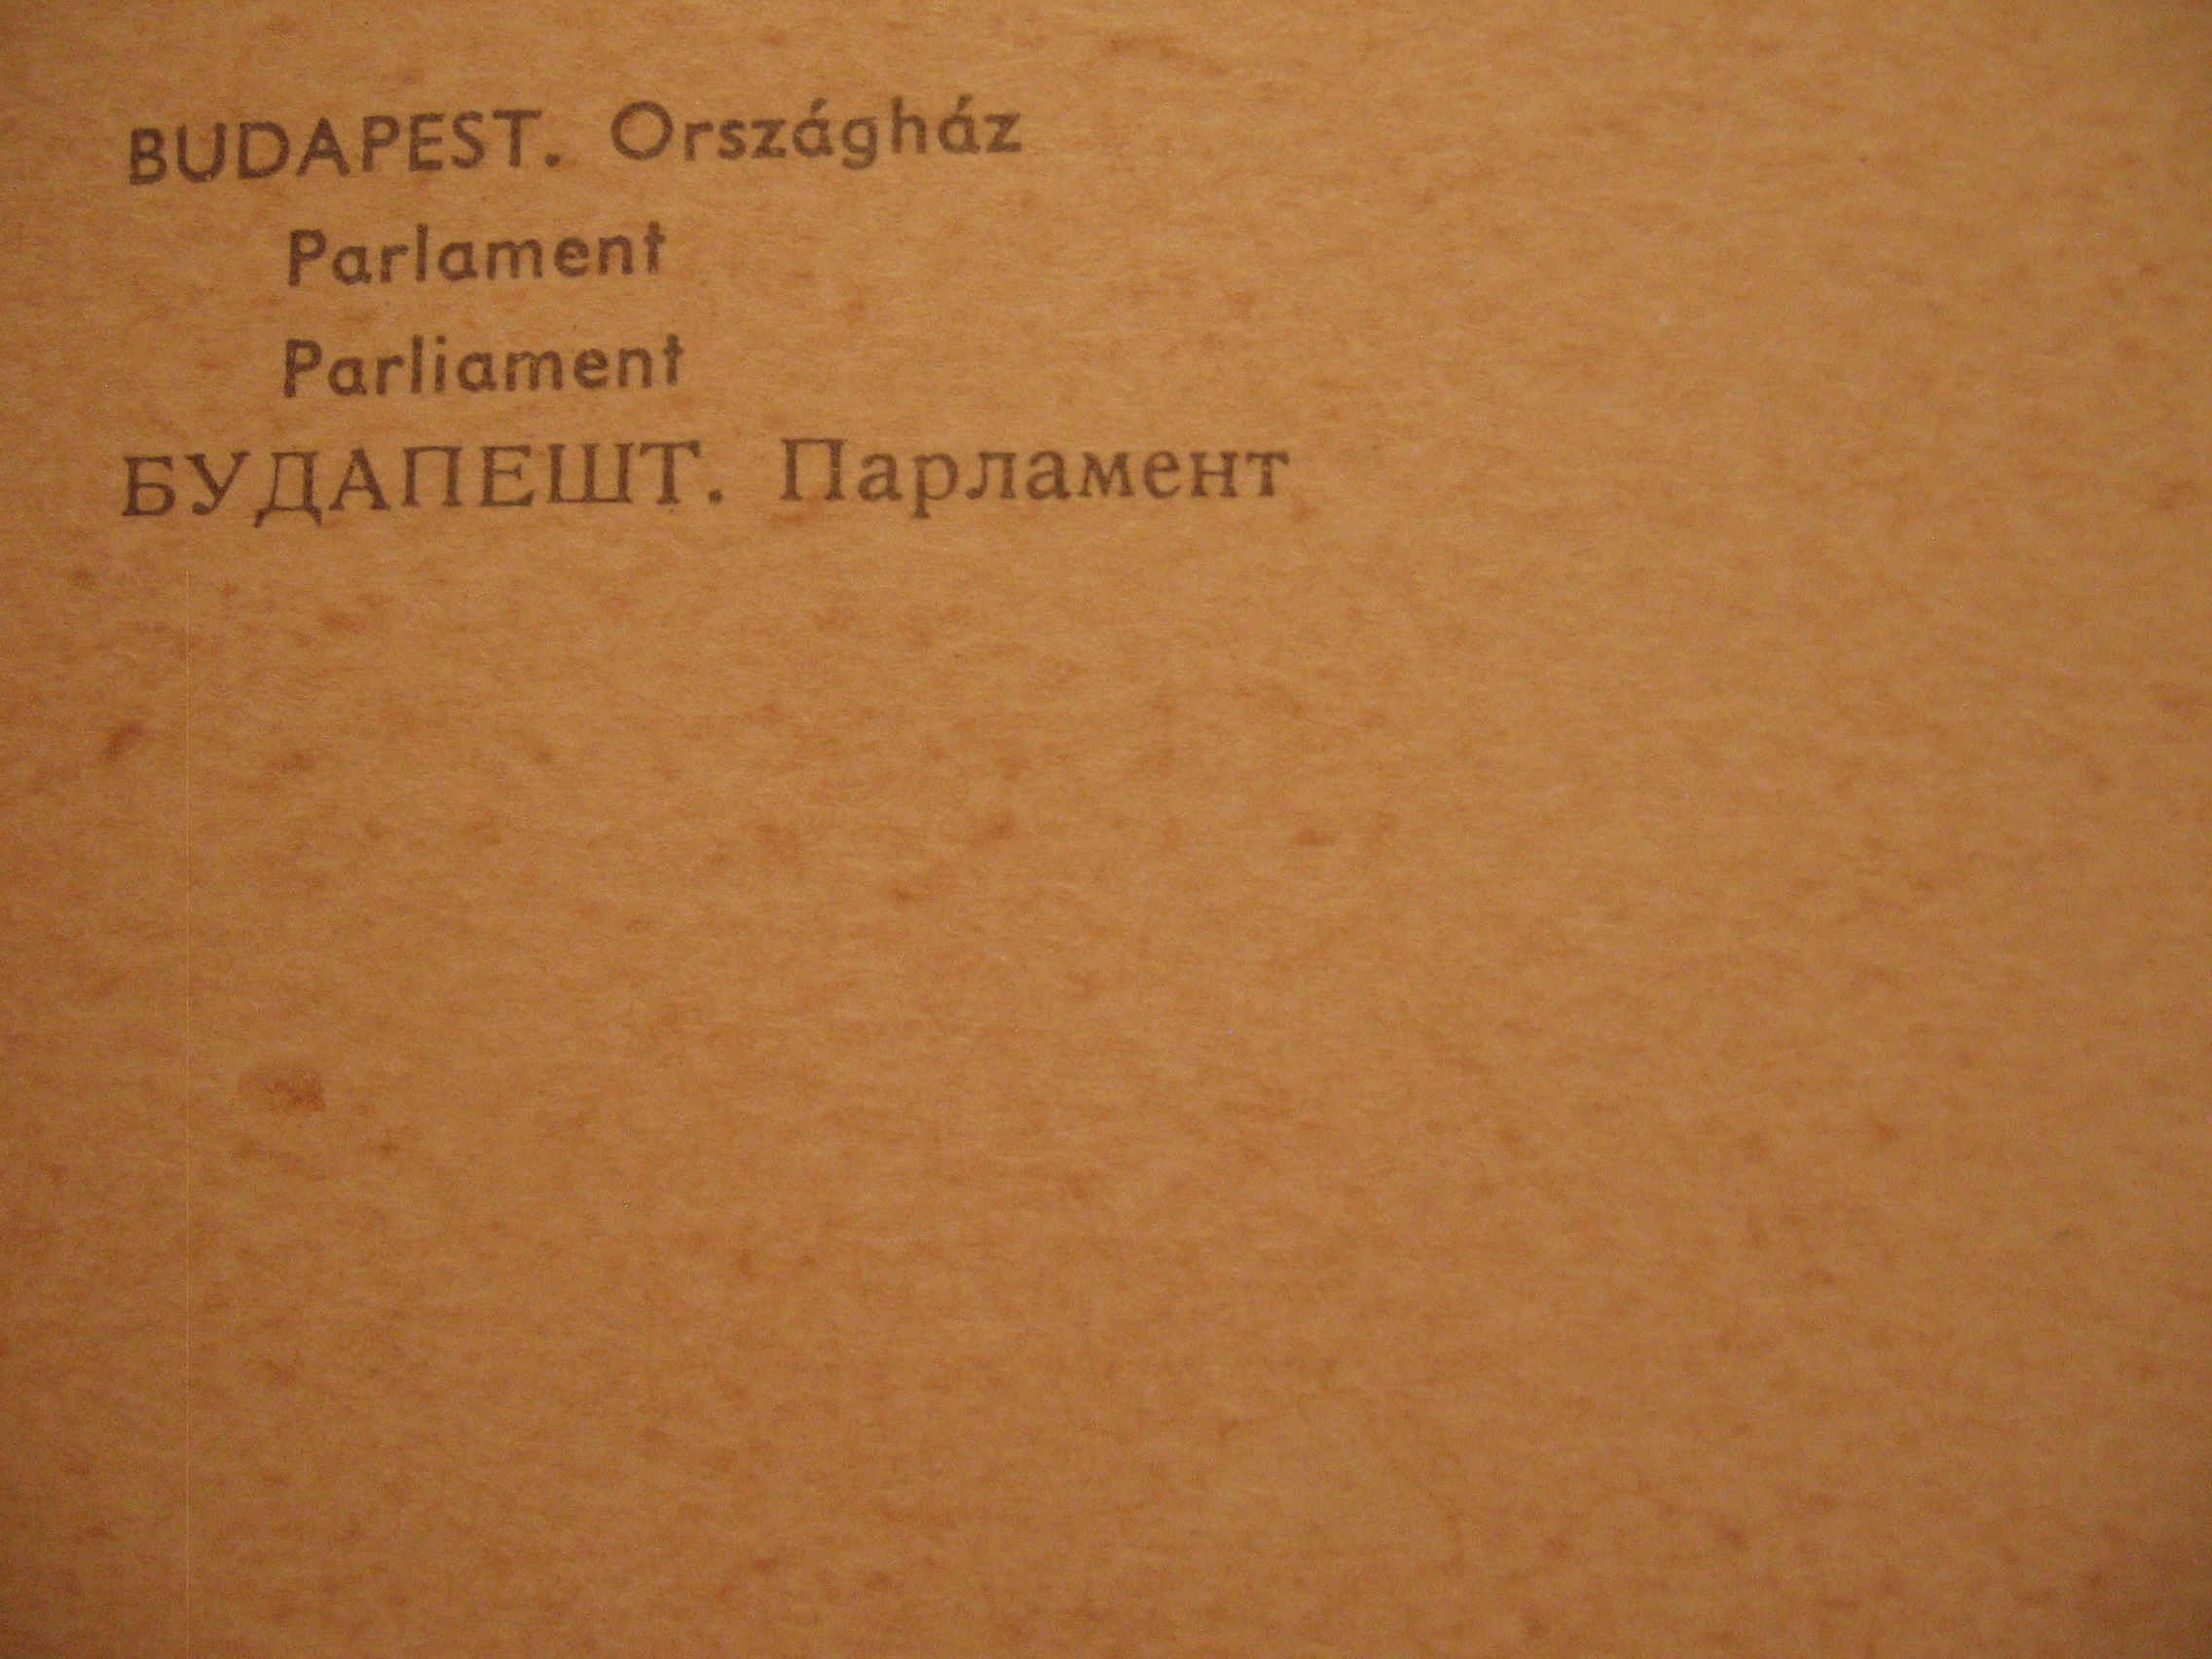 BUDAPEST. Országház
Parlament
Parliament
БУДАПЕШТ. Парламент